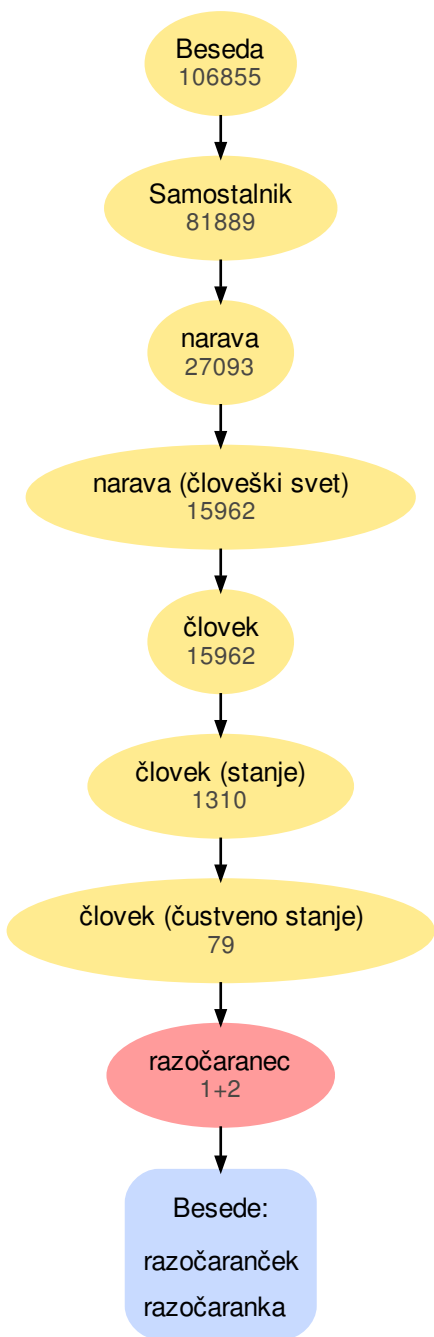 Beseda
106855
Samostalnik
81889
narava
27093
narava (človeški svet)
15962
človek
15962
človek (stanje)
1310
človek (čustveno stanje)
79
razočaranec
1+2
Besede:
razočaranček
razočaranka